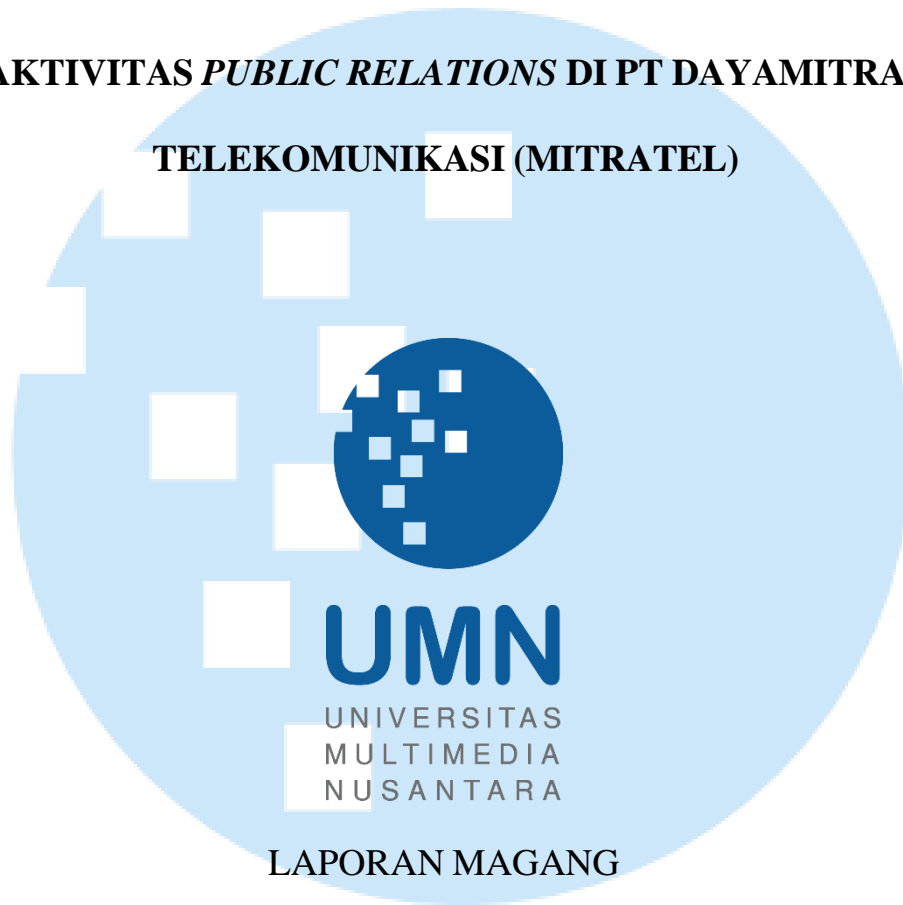 AKTIVITAS PUBLIC RELATIONS DI PT DAYAMITRA
TELEKOMUNIKASI (MITRATEL)
UMN
UNIVERSITAS
MULTIMEDIA
NUSANTARA
LAPORAN MAGANG